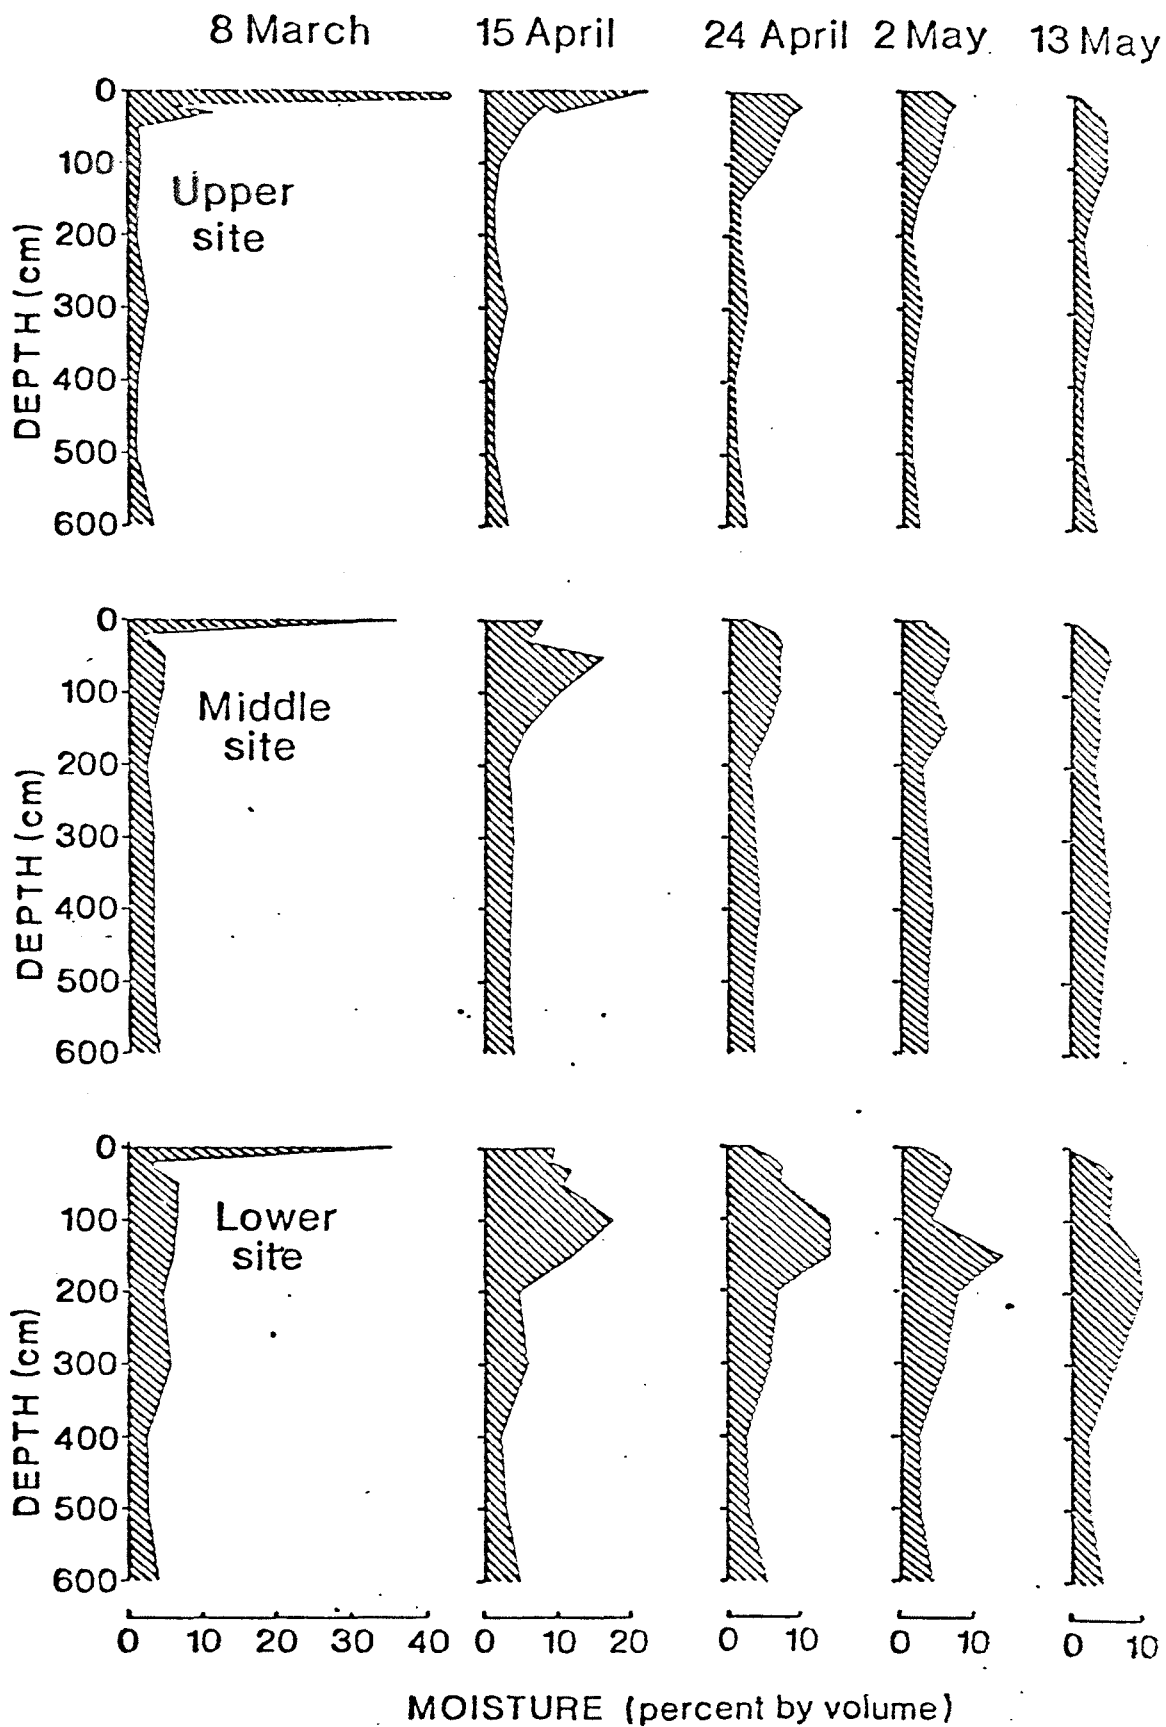 8 March 15 April 24 April 2 May 13 May
0
100
200
300
400
500
600
DEPTH (cm)
Upper
site
0
100
200
300
400
500
600
DEPTH (cm)
Middle
site
0
100
200
300
400
500
600
DEPTH (cm)
Lower
site
0 10 20 30 40 0 10 20 0 10 0 10 0 10
MOISTURE (percent by volume)